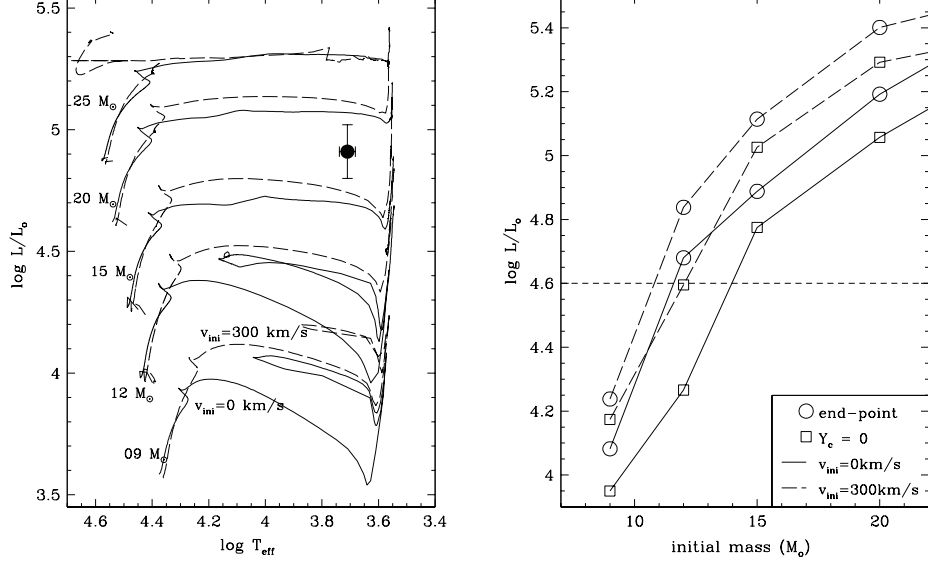 5.5
5
4.5
4
3.5
log L/L☉
25 M☉
20 M☉
15 M☉
12 M☉
09 M☉
v_ini=300 km/s
v_ini=0 km/s
4.6 4.4 4.2 4 3.8 3.6 3.4
log T_eff
5.4
5.2
5
4.8
4.6
4.4
4.2
4
log L/L☉
end-point
Y_c = 0
v_ini=0km/s
v_ini=300km/s
10 15 20
initial mass (M☉)